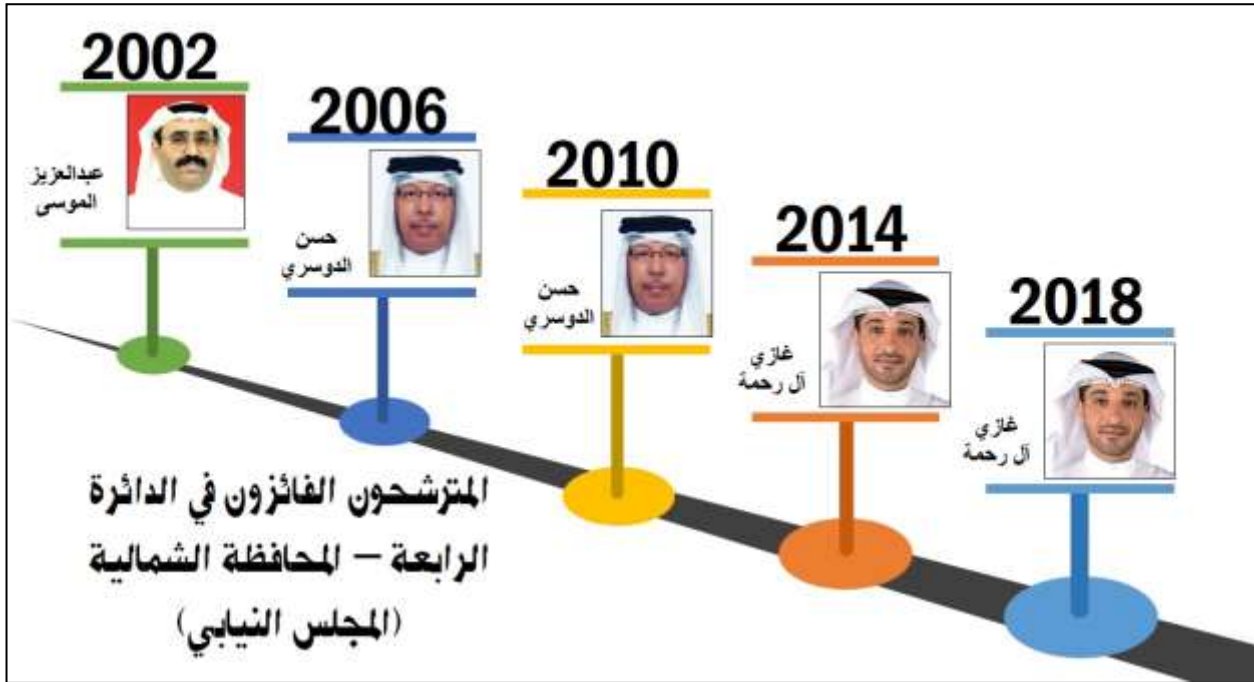 2002
عبدالعزيز
الموسى
2006
حسن
الدوسري
2010
حسن
الدوسري
2014
غازي
آل رحمة
2018
غازي
آل رحمة
المترشحون الفائزون في الدائرة
الرابعة – المحافظة الشمالية
(المجلس النيابي)